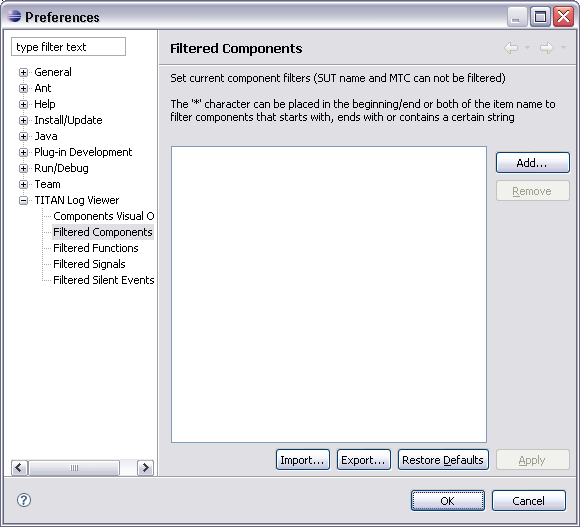 Preferences
type filter text
General
Ant
Help
Install/Update
Java
Plug-in Development
Run/Debug
Team
TITAN Log Viewer
Components Visual O
Filtered Components
Filtered Functions
Filtered Signals
Filtered Silent Events
Filtered Components
Set current component filters (SUT name and MTC can not be filtered)
The '*' character can be placed in the beginning/end or both of the item name to
filter components that starts with, ends with or contains a certain string
Add...
Remove
Import...
Export...
Restore Defaults
Apply
?
OK
Cancel